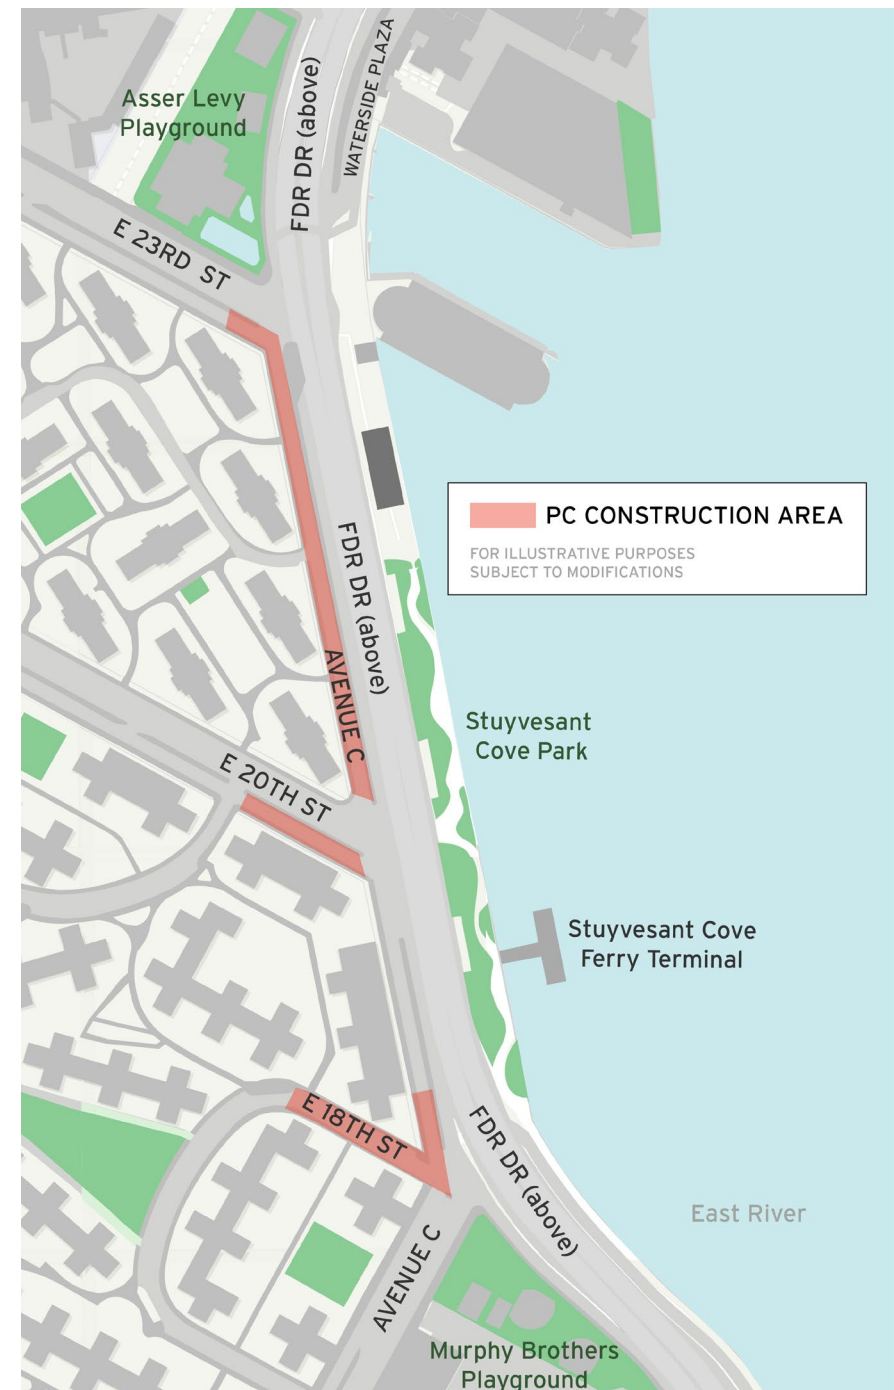 WATERSIDE PLAZA
FDR DR (above)
Asser Levy
Playground
E 23RD ST
PC CONSTRUCTION AREA
FOR ILLUSTRATIVE PURPOSES
SUBJECT TO MODIFICATIONS
FDR DR (above)
AVENUE C
Stuyvesant
Cove Park
E 20TH ST
Stuyvesant Cove
Ferry Terminal
E 18TH ST
FDR DR (above)
East River
AVENUE C
Murphy Brothers
Playground